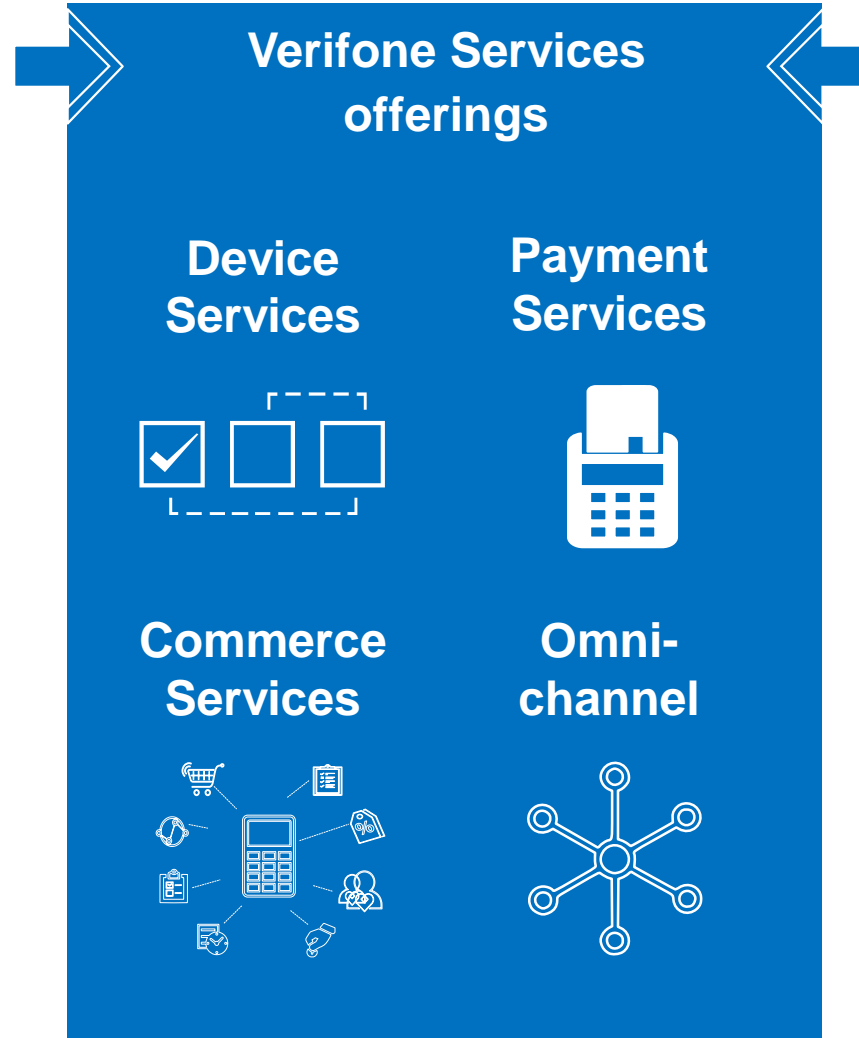 Verifone Services
offerings
Device
Services
Payment
Services
Commerce
Services
Omni-
channel
%